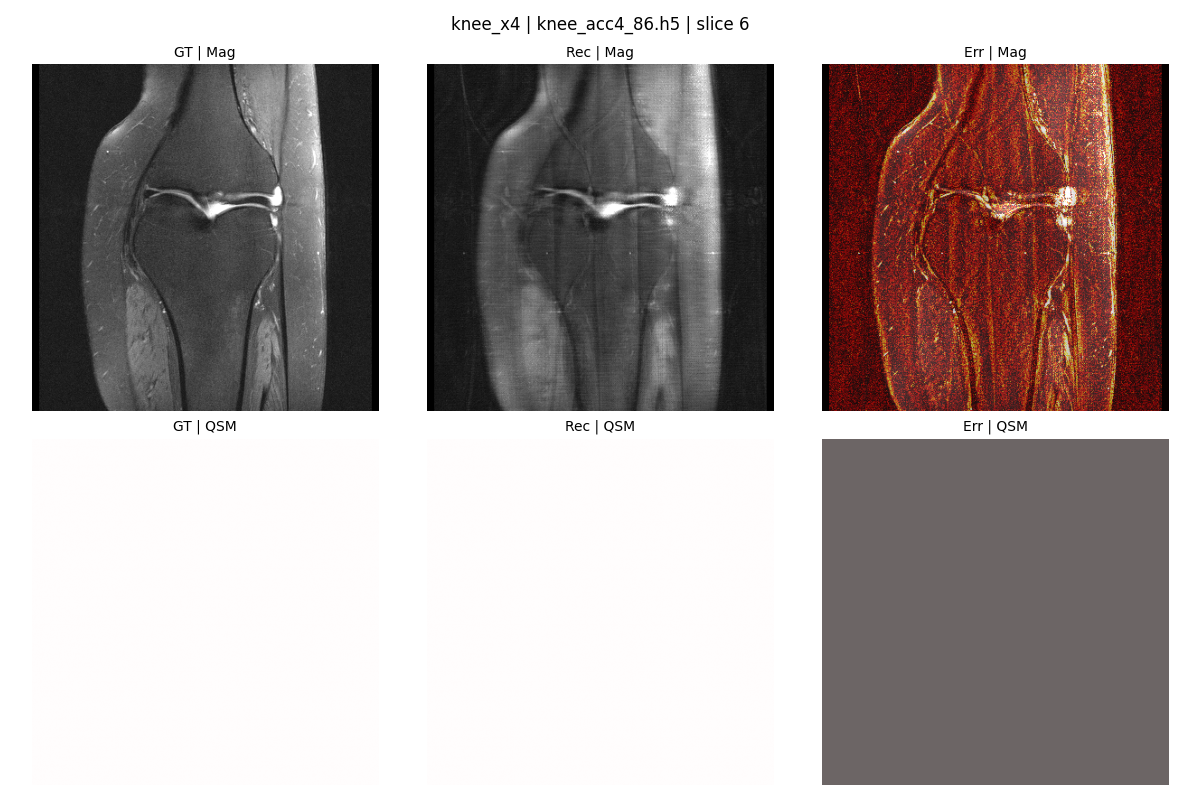 knee_x4 | knee_acc4_86.h5 | slice 6
GT | Mag
Rec | Mag
Err | Mag
GT | QSM
Rec | QSM
Err | QSM